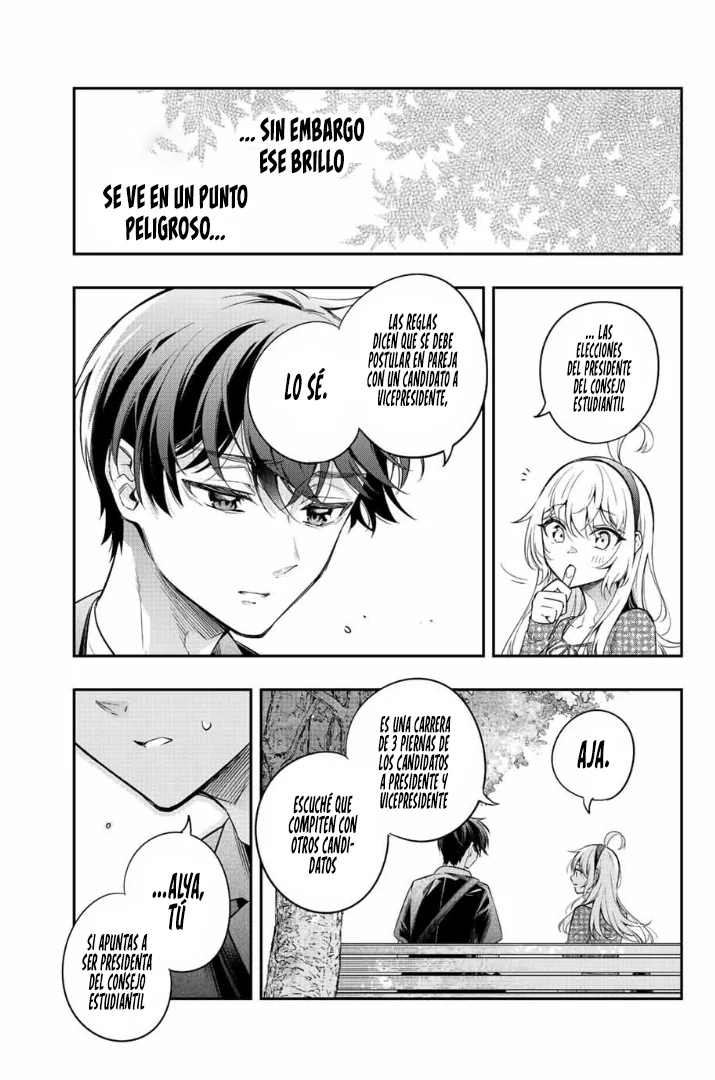 ... SIN EMBARGO
ESE BRILLO
SE VE EN UN PUNTO
PELIGROSO...
... LAS
ELECCIONES
DEL PRESIDENTE
DEL CONSEJO
ESTUDIANTIL
LAS REGLAS
DICEN QUE SE DEBE
POSTULAR EN PAREJA
CON UN CANDIDATO A
VICEPRESIDENTE,
LO SÉ.
AJA.
ES UNA CARRERA
DE 3 PIERNAS DE
LOS CANDIDATOS
A PRESIDENTE Y
VICEPRESIDENTE
ESCUCHÉ QUE
COMPITEN CON
OTROS CANDI-
DATOS
...ALYA,
TÚ
SI APUNTAS A
SER PRESIDENTA
DEL CONSEJO
ESTUDIANTIL